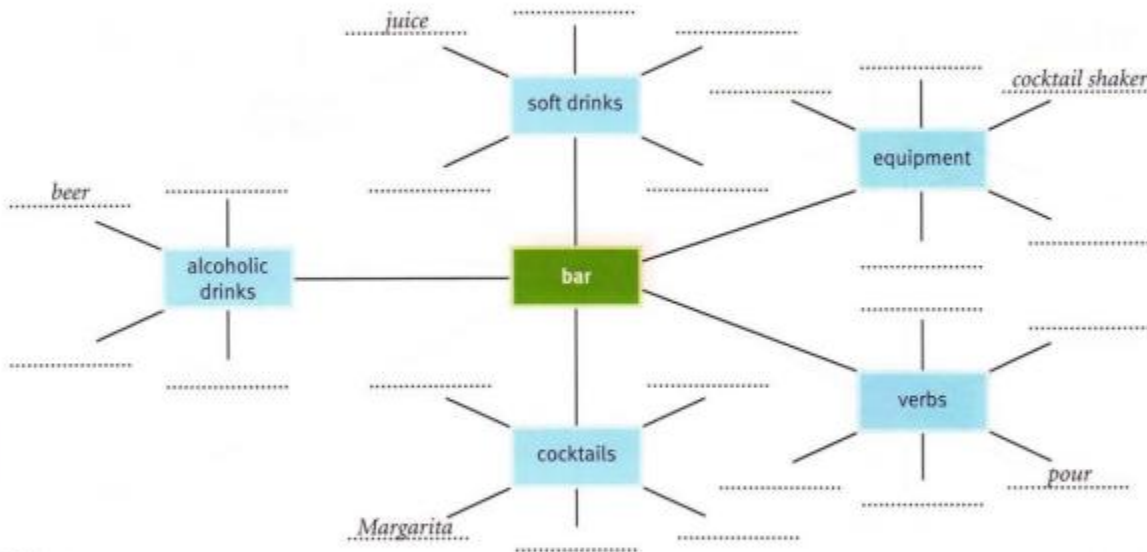 juice
soft drinks
cocktail shaker
equipment
beer
alcoholic
drinks
bar
verbs
pour
cocktails
Margarita